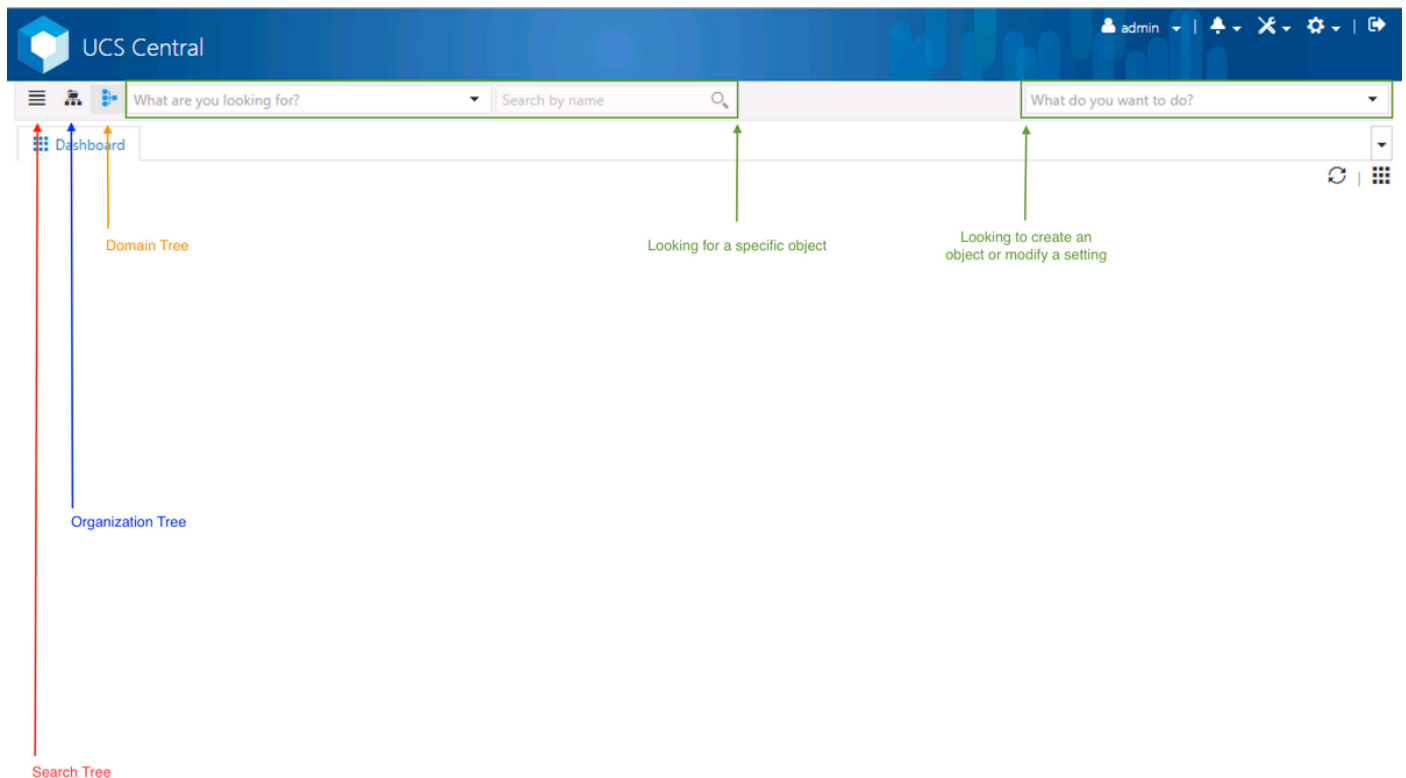 UCS Central
admin
What are you looking for?
Search by name
What do you want to do?
Dashboard
Domain Tree
Looking for a specific object
Looking to create an
object or modify a setting
Organization Tree
Search Tree